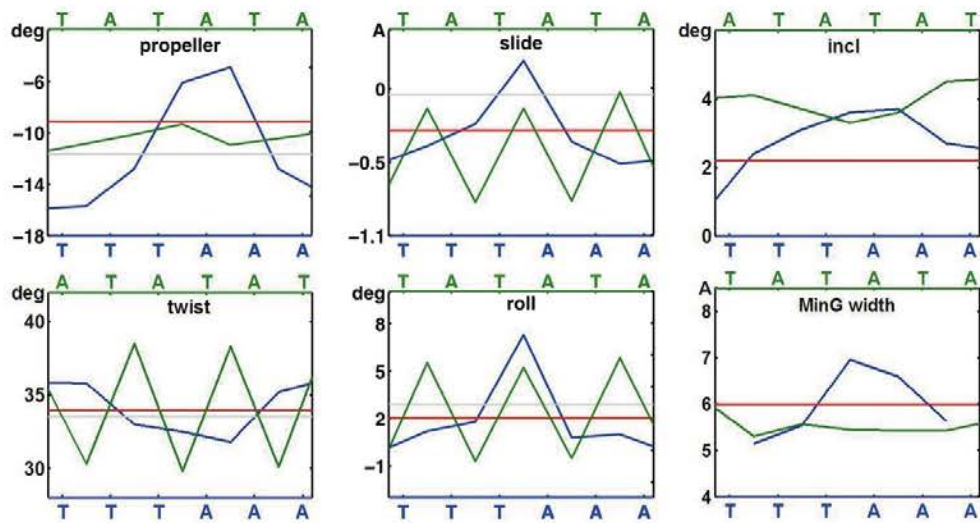 T A T A T A
deg
propeller
−6
−10
−14
−18
T T T A A A
T A T A T A
A
slide
0
−0.5
−1.1
T T T A A A
A T A T A T
deg
incl
4
2
0
T T T A A A
A T A T A T
deg
twist
40
35
30
T T T A A A
T A T A T A
deg
roll
8
5
2
−1
T T T A A A
T A T A T A
A
MinG width
8
7
6
5
4
T T T A A A